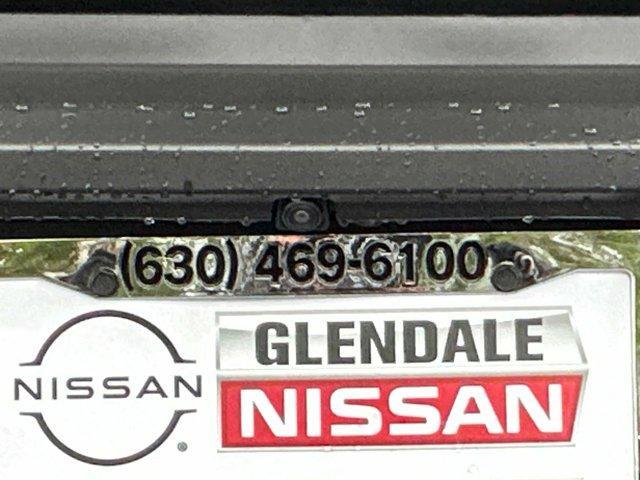 (630) 469-6100
NISSAN
GLENDALE
NISSAN